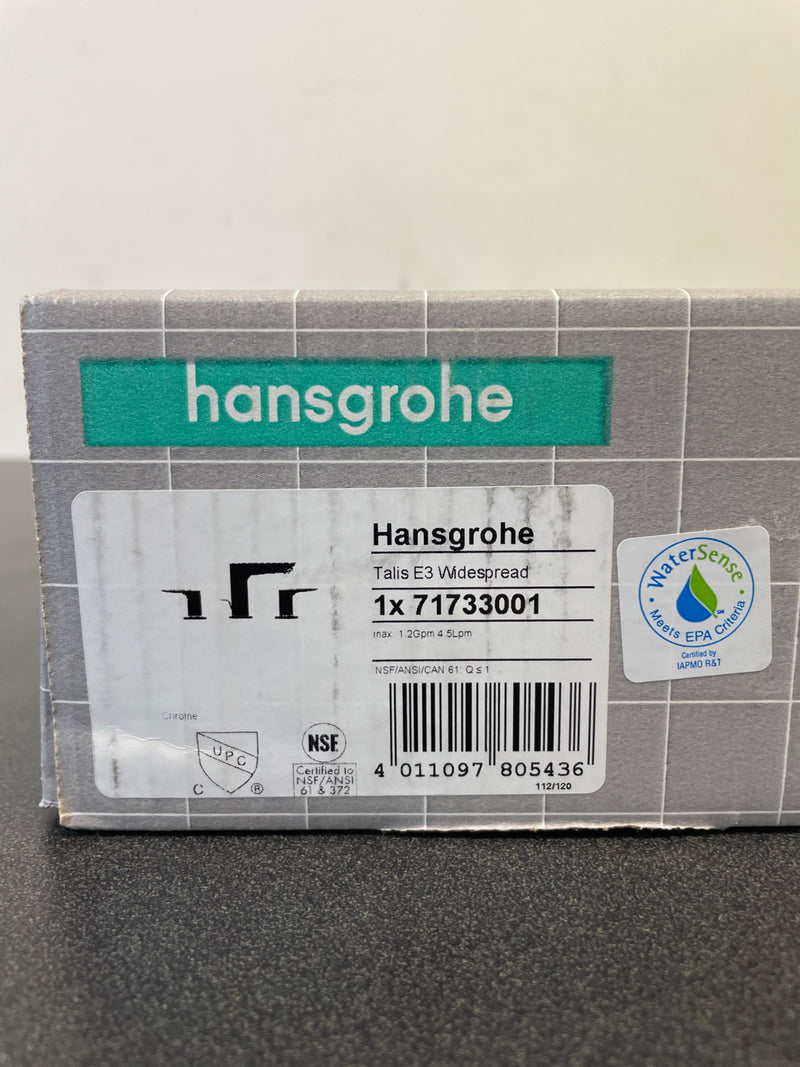 hansgrohe
Hansgrohe
Talis E3 Widespread
1x 71733001
max. 1.2Gpm 4.5Lpm
NSF/ANSI/CAN 61: Q ≤ 1
Chrome
UPC
C ®
NSF
Certified to
NSF/ANSI
61 & 372
4 011097 805436
112/120
WaterSense
Meets EPA Criteria
Certified by
IAPMO R&T